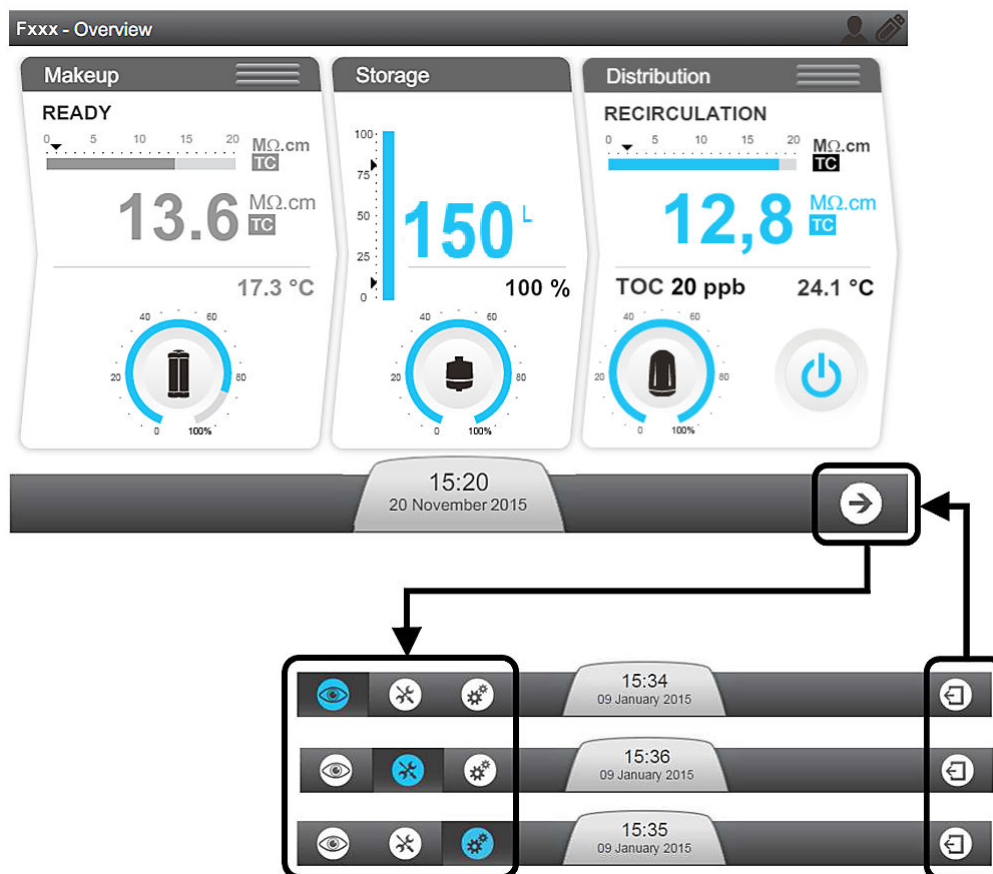 Fxxx - Overview
Makeup
READY
0 5 10 15 20 MΩ.cm
TC
13.6 MΩ.cm
TC
17.3 °C
40 60
20 80
0 100%
Storage
100
75
50
25
0
150 L
100 %
40 60
20 80
0 100%
Distribution
RECIRCULATION
0 5 10 15 20 MΩ.cm
TC
12,8 MΩ.cm
TC
TOC 20 ppb 24.1 °C
40 60
20 80
0 100%
15:20
20 November 2015
15:34
09 January 2015
15:36
09 January 2015
15:35
09 January 2015